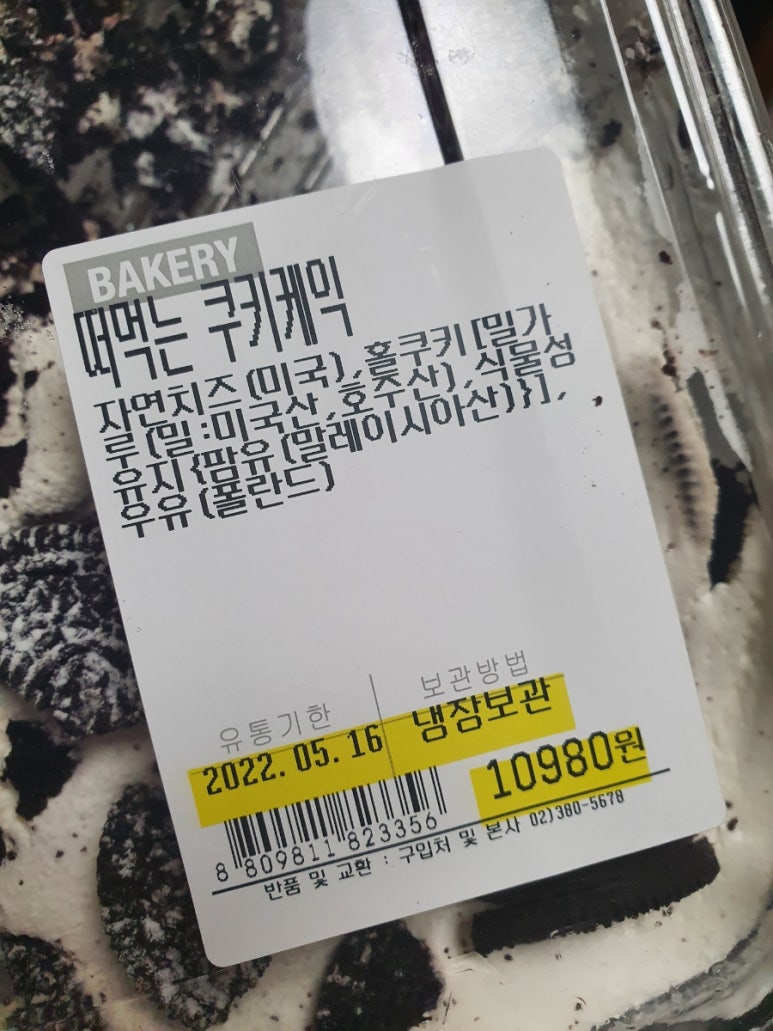 BAKERY
떠먹는 쿠키케익
자연치즈(미국),홀쿠키[밀가
루(밀:미국산,호주산),식물성
유지{팜유(말레이시아산)}],
우유(폴란드)
유통기한 보관방법
2022.05.16 냉장보관
10980원
8 809811 823356
반품 및 교환 : 구입처 및 본사 02)380-5678